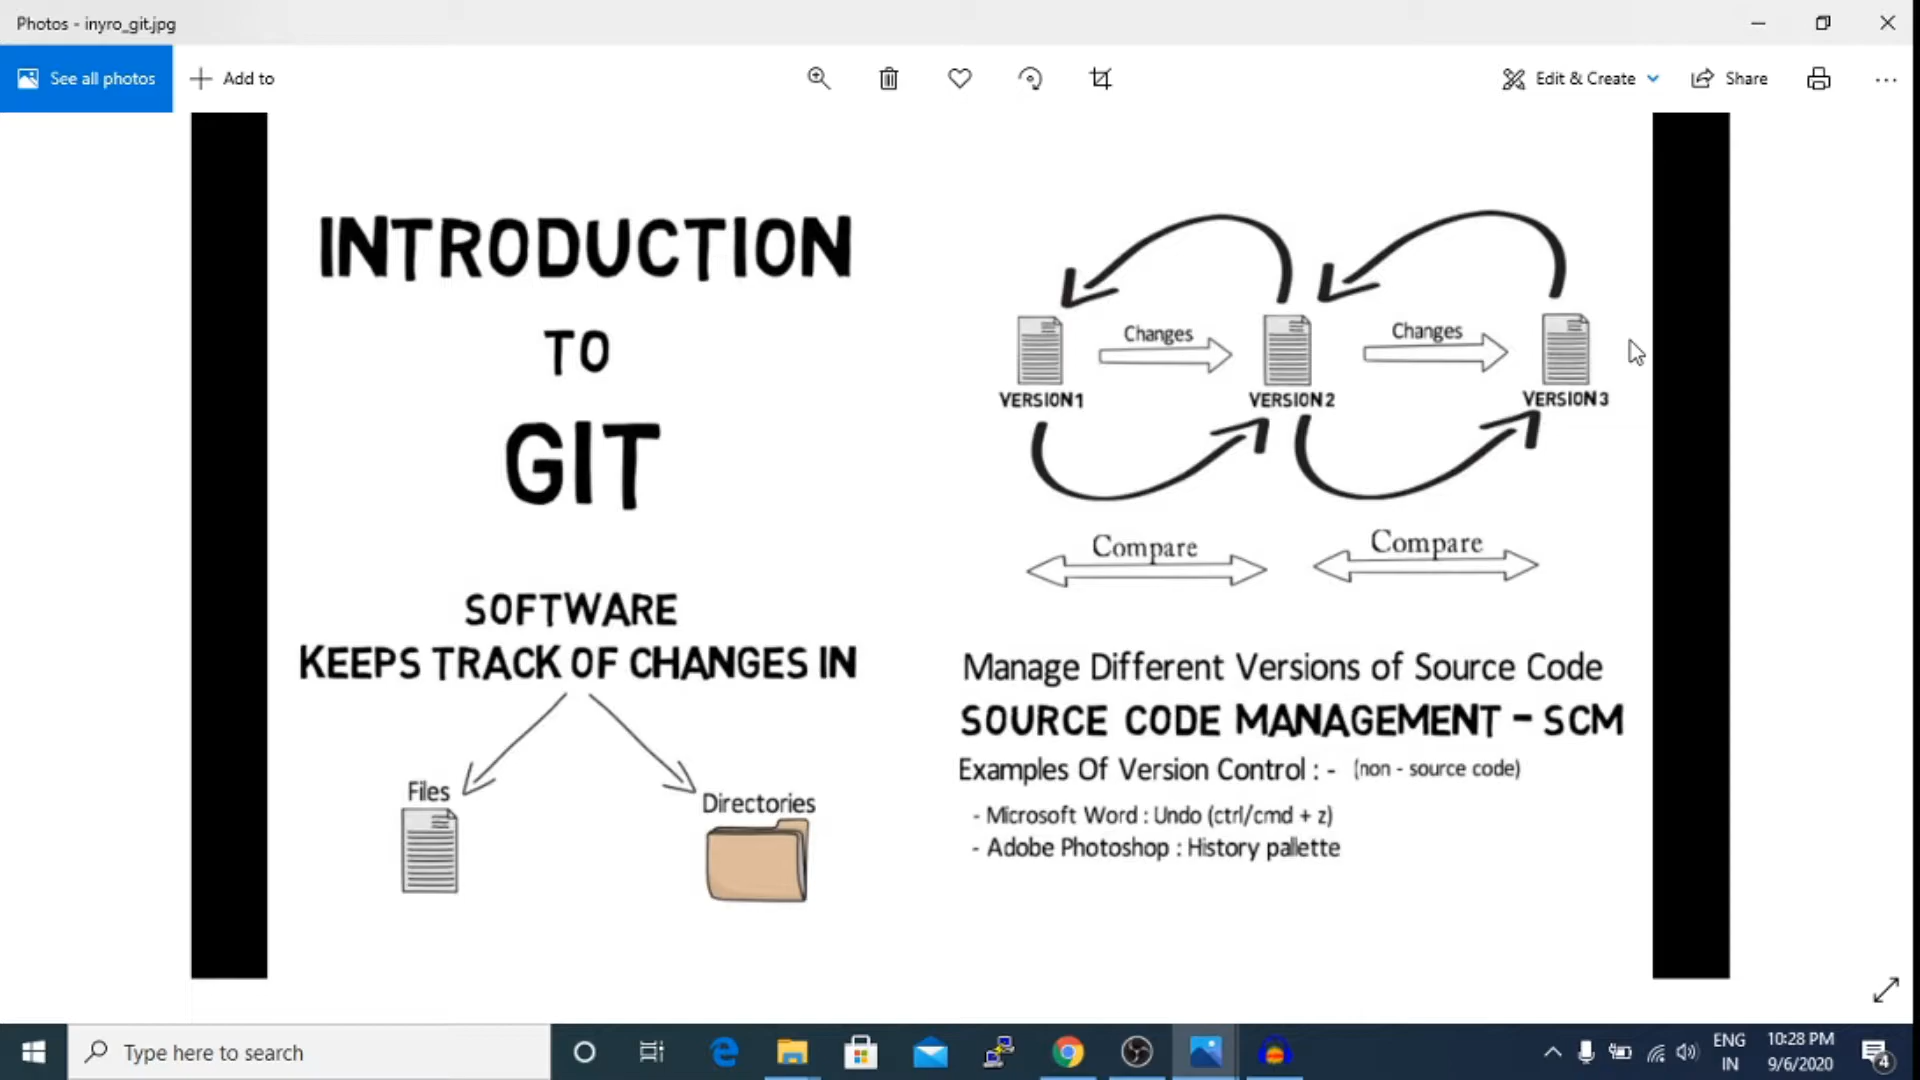 Photos - inyro_git.jpg
See all photos
Add to
Edit & Create
Share
INTRODUCTION
TO
GIT
SOFTWARE
KEEPS TRACK OF CHANGES IN
Files
Directories
Changes
Changes
VERSION1
VERSION2
VERSION3
Compare
Compare
Manage Different Versions of Source Code
SOURCE CODE MANAGEMENT - SCM
Examples Of Version Control : - (non - source code)
- Microsoft Word : Undo (ctrl/cmd + z)
- Adobe Photoshop : History pallette
Type here to search
ENG
IN
10:28 PM
9/6/2020
4